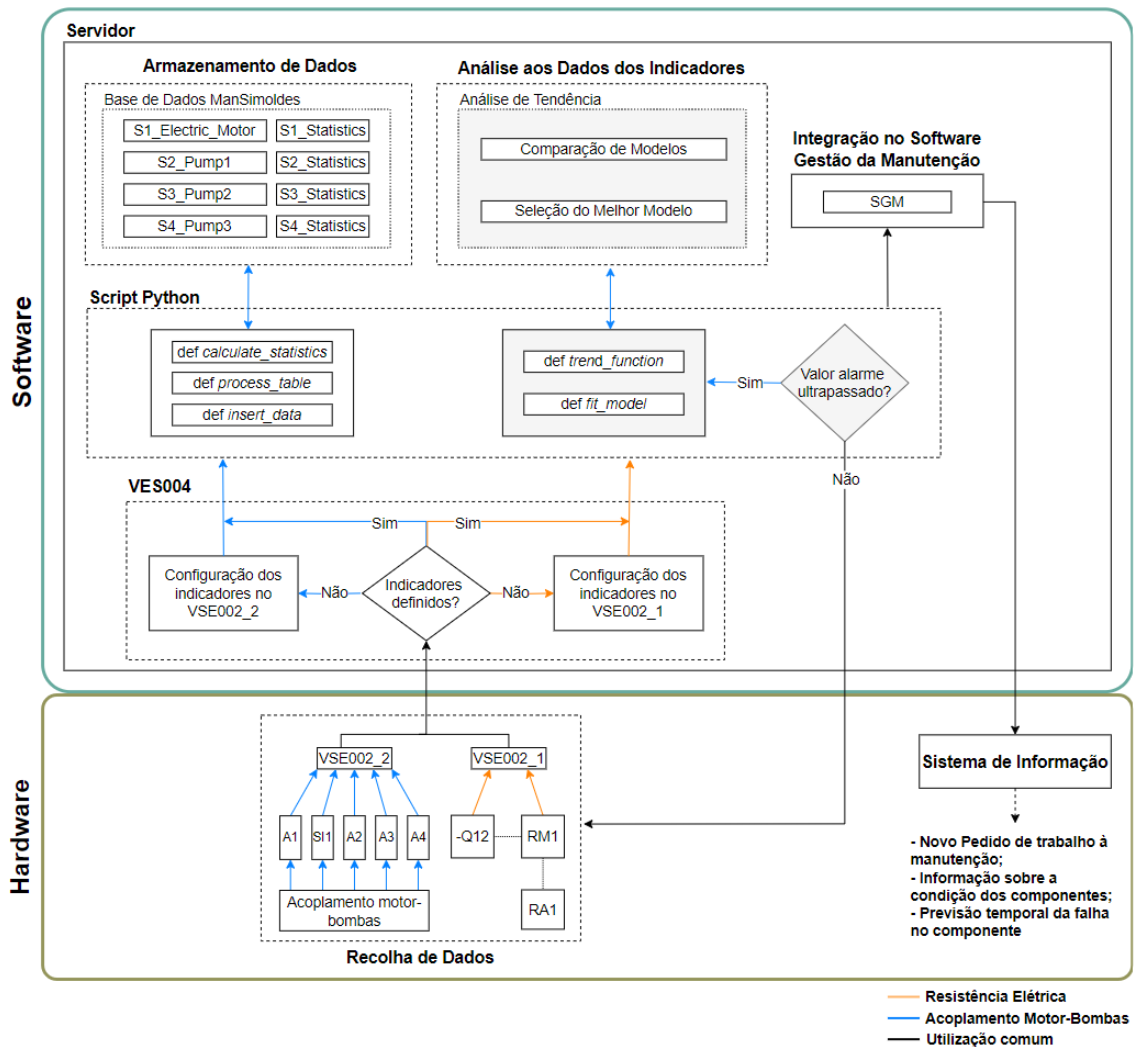 Servidor
Armazenamento de Dados
Base de Dados ManSimoldes
S1_Electric_Motor
S1_Statistics
S2_Pump1
S2_Statistics
S3_Pump2
S3_Statistics
S4_Pump3
S4_Statistics
Análise aos Dados dos Indicadores
Análise de Tendência
Comparação de Modelos
Seleção do Melhor Modelo
Integração no Software
Gestão da Manutenção
SGM
Software
Script Python
def calculate_statistics
def process_table
def insert_data
def trend_function
def fit_model
Sim
Valor alarme
ultrapassado?
Não
VES004
Sim
Sim
Configuração dos
indicadores no
VSE002_2
Não
Indicadores
definidos?
Não
Configuração dos
indicadores no
VSE002_1
Hardware
VSE002_2
VSE002_1
A1
SI1
A2
A3
A4
-Q12
RM1
RA1
Acoplamento motor-
bombas
Recolha de Dados
Sistema de Informação
- Novo Pedido de trabalho à
manutenção;
- Informação sobre a
condição dos componentes;
- Previsão temporal da falha
no componente
Resistência Elétrica
Acoplamento Motor-Bombas
Utilização comum